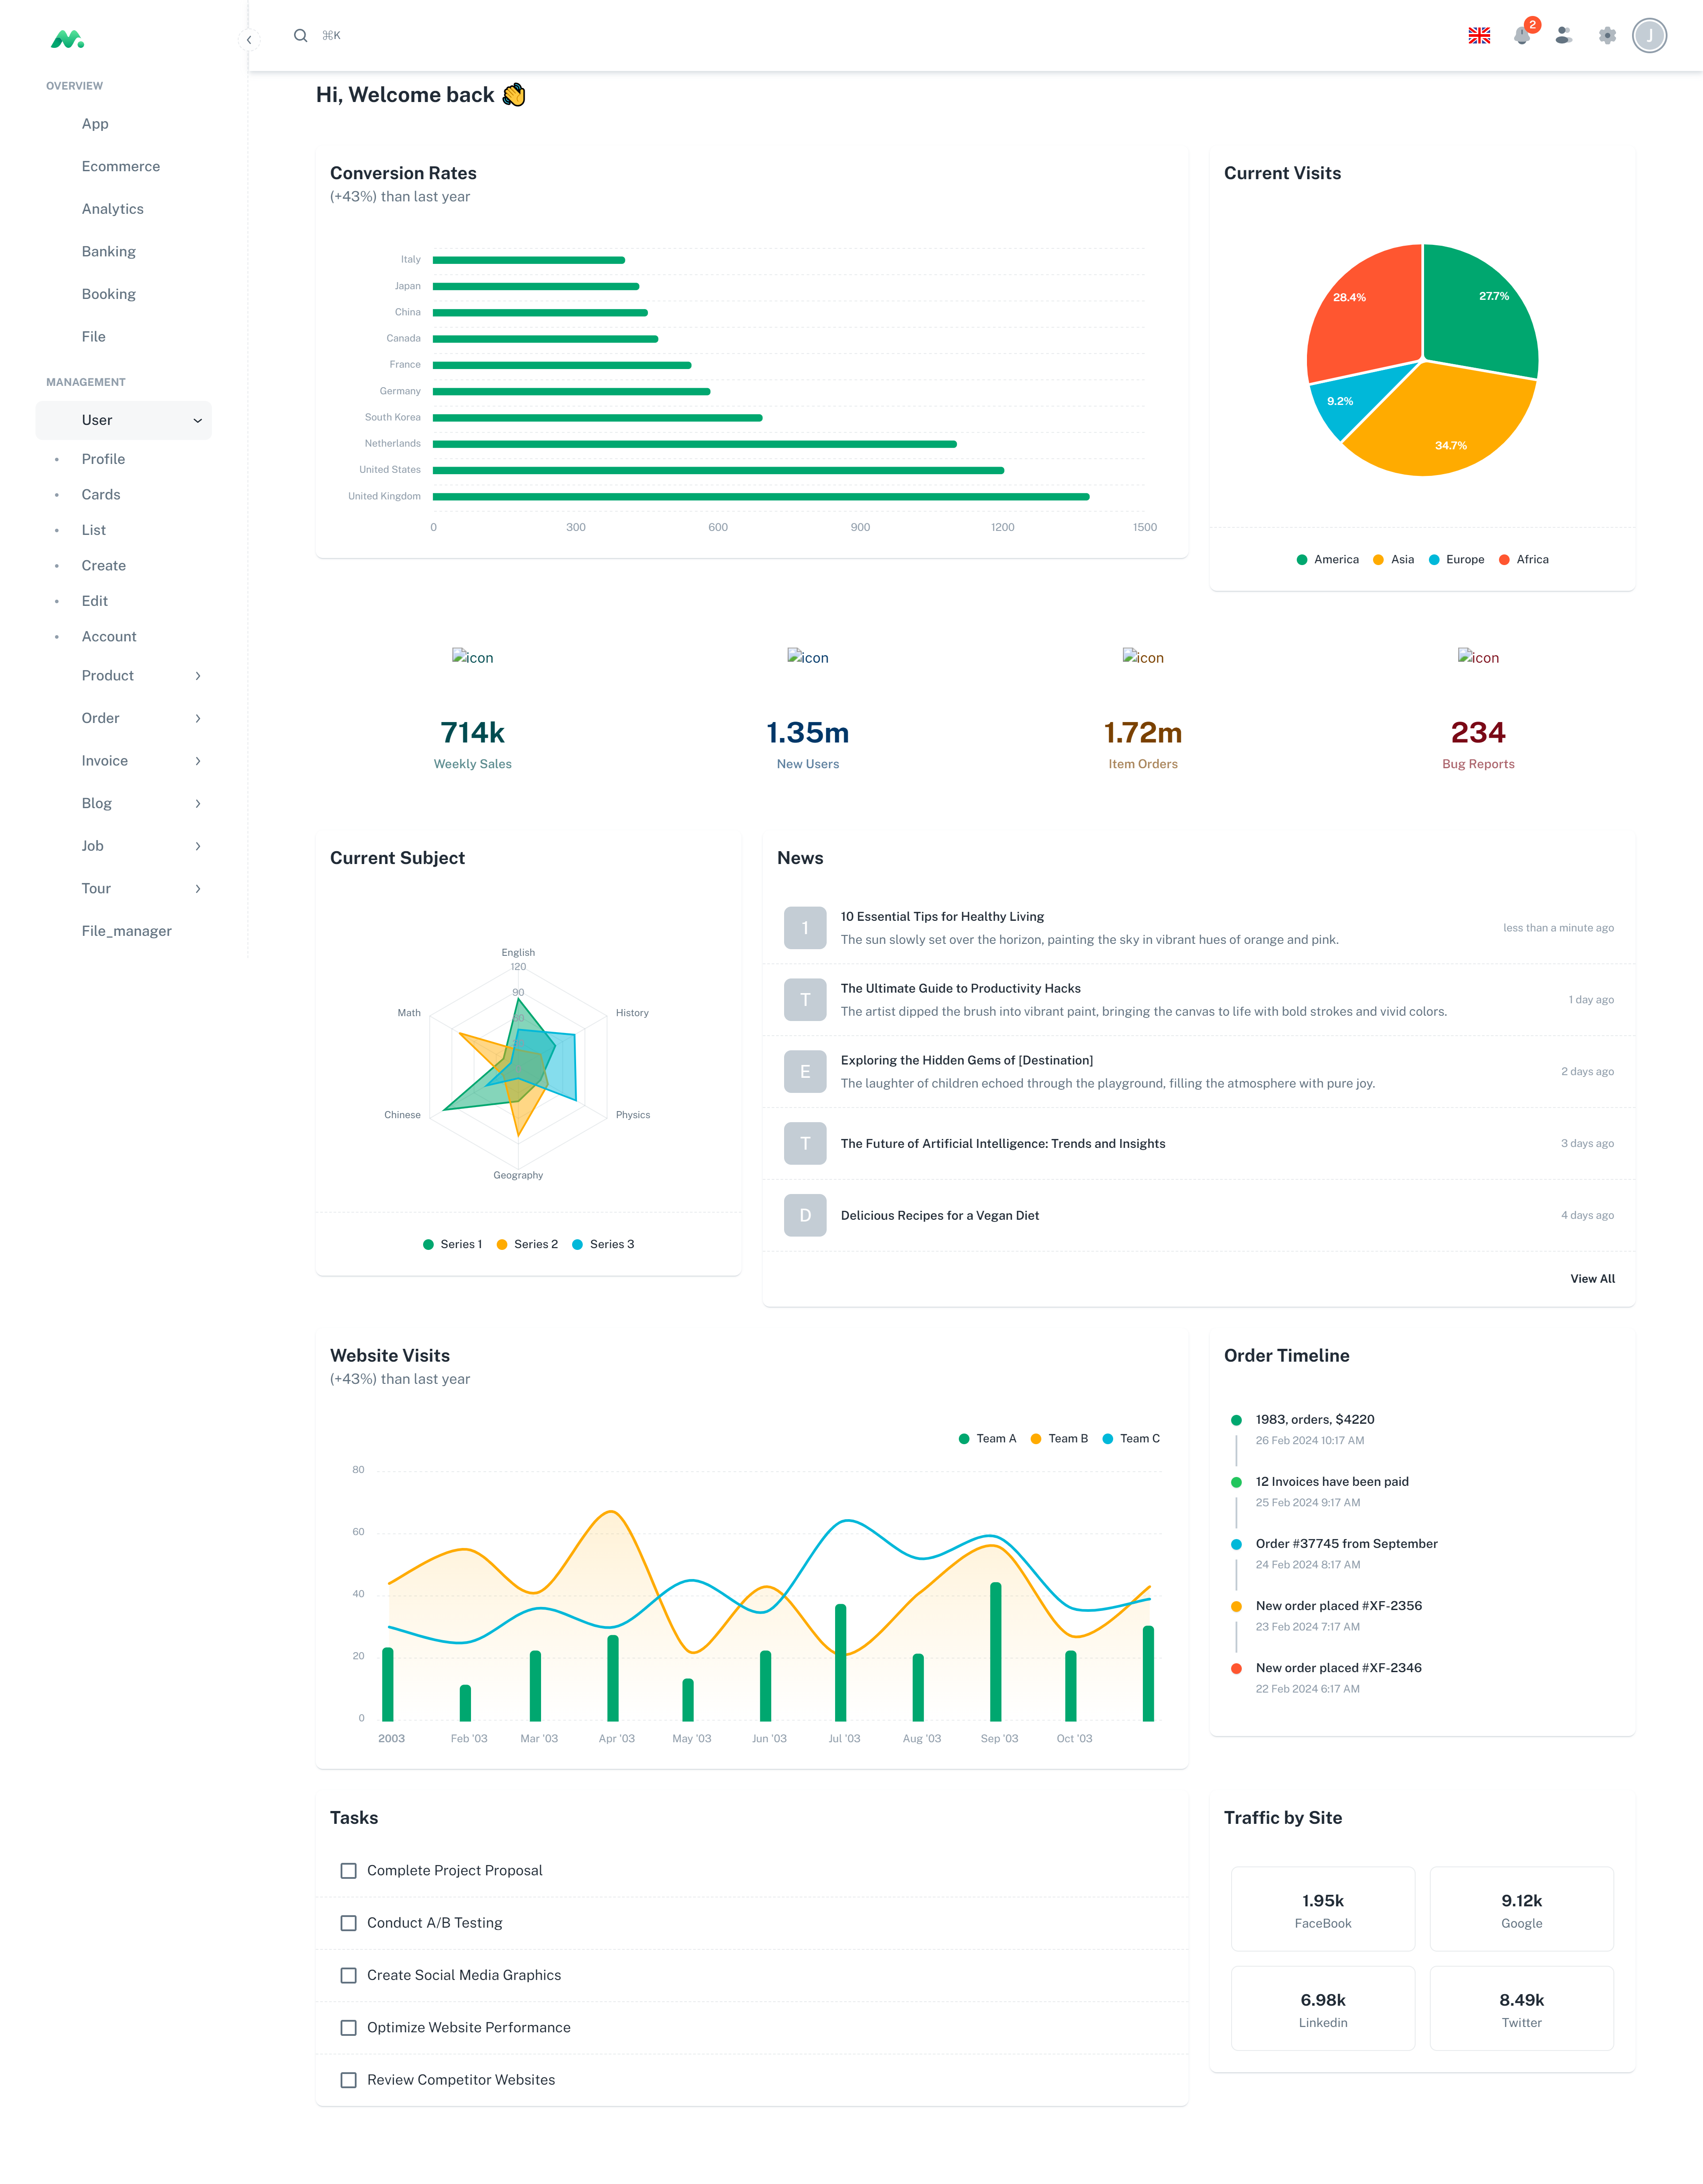 ⌘K
2
J
OVERVIEW
App
Ecommerce
Analytics
Banking
Booking
File
MANAGEMENT
User
Profile
Cards
List
Create
Edit
Account
Product
Order
Invoice
Blog
Job
Tour
File_manager
Hi, Welcome back 👋
Conversion Rates
(+43%) than last year
Italy
Japan
China
Canada
France
Germany
South Korea
Netherlands
United States
United Kingdom
0 300 600 900 1200 1500
Current Visits
28.4%
27.7%
9.2%
34.7%
America Asia Europe Africa
icon
714k
Weekly Sales
icon
1.35m
New Users
icon
1.72m
Item Orders
icon
234
Bug Reports
Current Subject
English
120
90
Math
History
Chinese
Physics
Geography
Series 1 Series 2 Series 3
News
1
10 Essential Tips for Healthy Living
The sun slowly set over the horizon, painting the sky in vibrant hues of orange and pink.
less than a minute ago
T
The Ultimate Guide to Productivity Hacks
The artist dipped the brush into vibrant paint, bringing the canvas to life with bold strokes and vivid colors.
1 day ago
E
Exploring the Hidden Gems of [Destination]
The laughter of children echoed through the playground, filling the atmosphere with pure joy.
2 days ago
T
The Future of Artificial Intelligence: Trends and Insights
3 days ago
D
Delicious Recipes for a Vegan Diet
4 days ago
View All
Website Visits
(+43%) than last year
Team A Team B Team C
80
60
40
20
0
2003 Feb '03 Mar '03 Apr '03 May '03 Jun '03 Jul '03 Aug '03 Sep '03 Oct '03
Order Timeline
1983, orders, $4220
26 Feb 2024 10:17 AM
12 Invoices have been paid
25 Feb 2024 9:17 AM
Order #37745 from September
24 Feb 2024 8:17 AM
New order placed #XF-2356
23 Feb 2024 7:17 AM
New order placed #XF-2346
22 Feb 2024 6:17 AM
Tasks
Complete Project Proposal
Conduct A/B Testing
Create Social Media Graphics
Optimize Website Performance
Review Competitor Websites
Traffic by Site
1.95k
FaceBook
9.12k
Google
6.98k
Linkedin
8.49k
Twitter